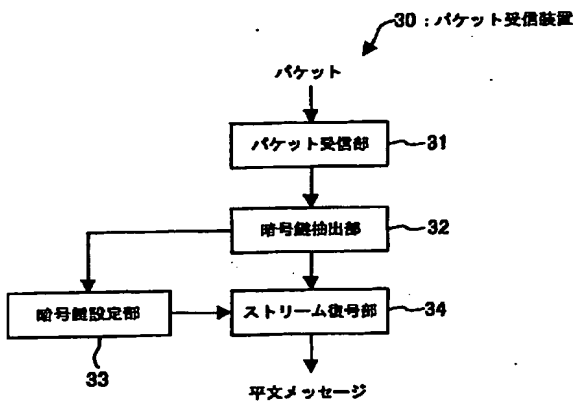 30：パケット受信装置
パケット
パケット受信部
31
暗号鍵抽出部
32
暗号鍵設定部
33
ストリーム復号部
34
平文メッセージ